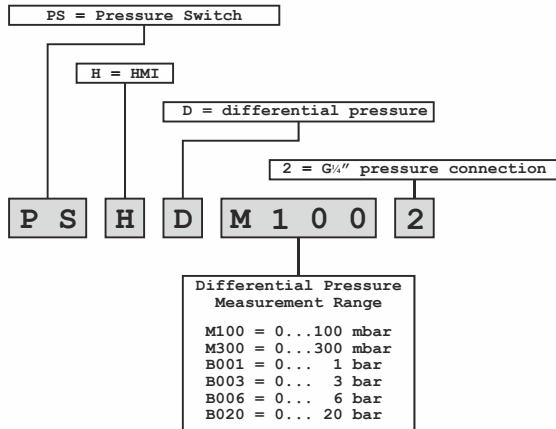 PS = Pressure Switch
H = HMI
D = differential pressure
2 = G¼" pressure connection
P S H D M 1 0 0 2
Differential Pressure
Measurement Range
M100 = 0...100 mbar
M300 = 0...300 mbar
B001 = 0... 1 bar
B003 = 0... 3 bar
B006 = 0... 6 bar
B020 = 0... 20 bar